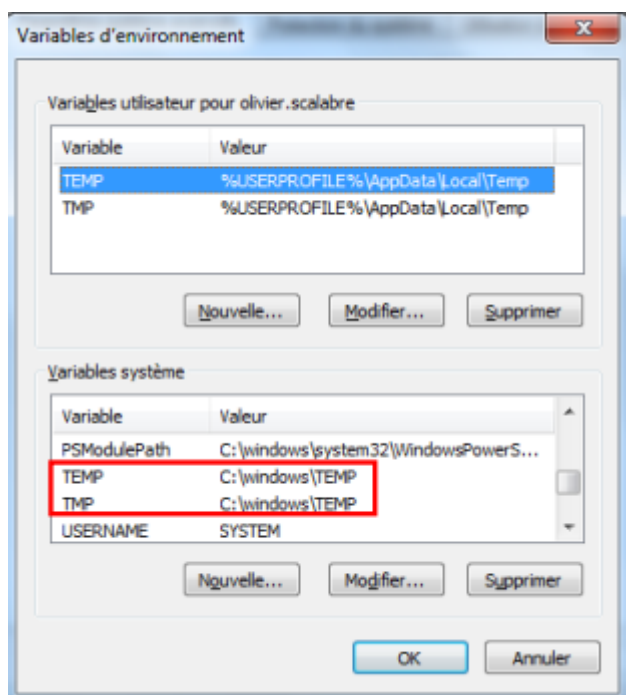 Variables d'environnement
Variables utilisateur pour olivier.scalabre
Variable Valeur
TEMP %USERPROFILE%\AppData\Local\Temp
TMP %USERPROFILE%\AppData\Local\Temp
Nouvelle... Modifier... Supprimer
Variables système
Variable Valeur
PSModulePath C:\windows\system32\WindowsPowerS...
TEMP C:\windows\TEMP
TMP C:\windows\TEMP
USERNAME SYSTEM
Nouvelle... Modifier... Supprimer
OK Annuler